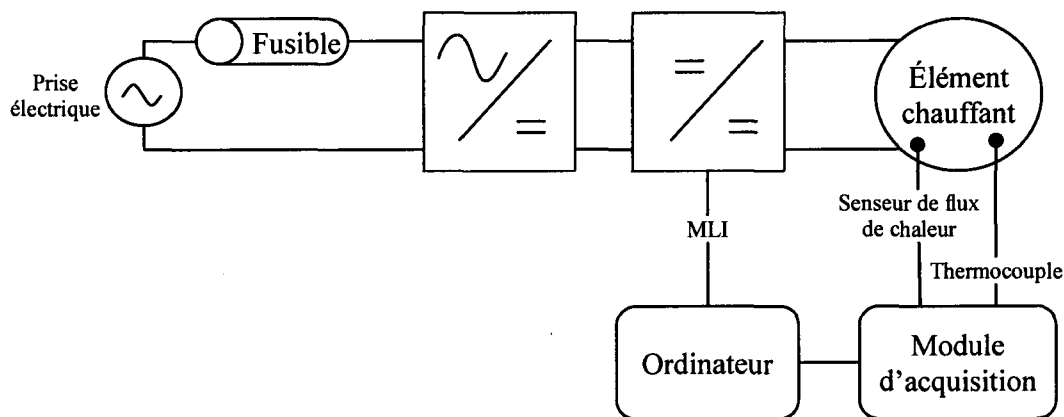 Fusible
Prise
électrique
Élément
chauffant
Senseur de flux
de chaleur
MLI
Thermocouple
Ordinateur
Module
d'acquisition